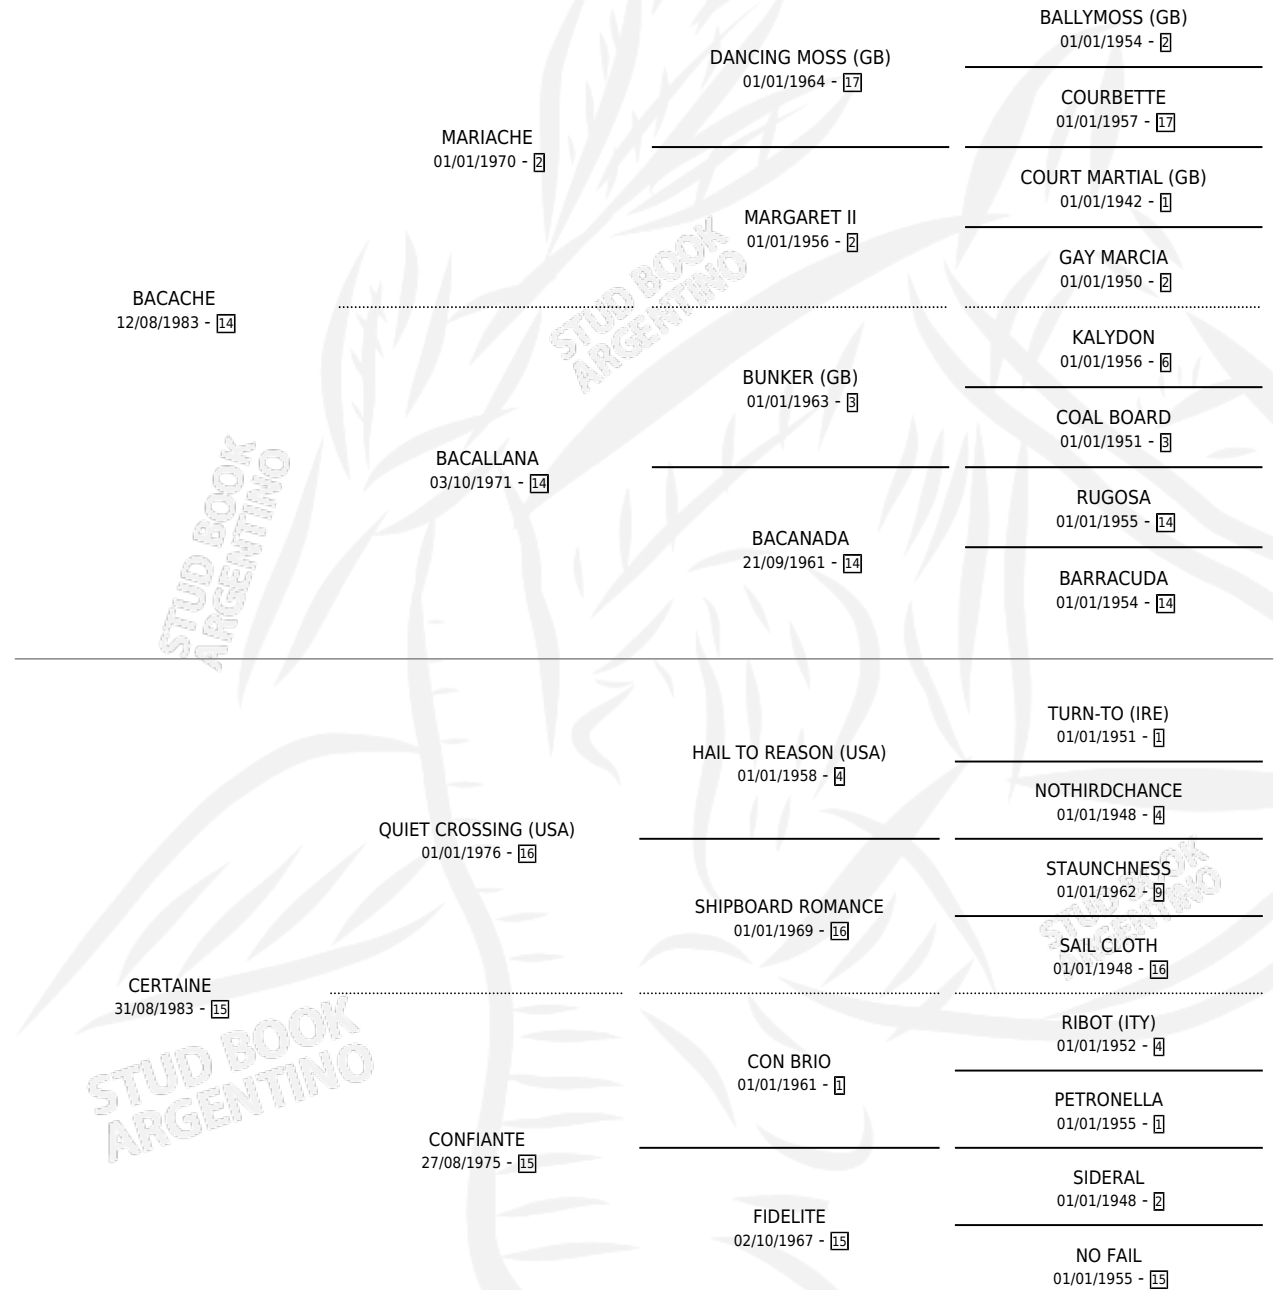 BALLYMOSS (GB)
01/01/1954 - 2
DANCING MOSS (GB)
01/01/1964 - 17
COURBETTE
01/01/1957 - 17
MARIACHE
01/01/1970 - 2
COURT MARTIAL (GB)
01/01/1942 - 1
MARGARET II
01/01/1956 - 2
GAY MARCIA
01/01/1950 - 2
BACACHE
12/08/1983 - 14
KALYDON
01/01/1956 - 6
BUNKER (GB)
01/01/1963 - 3
COAL BOARD
01/01/1951 - 3
BACALLANA
03/10/1971 - 14
RUGOSA
01/01/1955 - 14
BACANADA
21/09/1961 - 14
BARRACUDA
01/01/1954 - 14
STUD BOOK
ARGENTINO
STUD BOOK
ARGENTINO
TURN-TO (IRE)
01/01/1951 - 1
HAIL TO REASON (USA)
01/01/1958 - 4
NOTHIRDCHANCE
01/01/1948 - 4
QUIET CROSSING (USA)
01/01/1976 - 16
STAUNCHNESS
01/01/1962 - 9
SHIPBOARD ROMANCE
01/01/1969 - 16
SAIL CLOTH
01/01/1948 - 16
CERTAINE
31/08/1983 - 15
RIBOT (ITY)
01/01/1952 - 4
CON BRIO
01/01/1961 - 1
PETRONELLA
01/01/1955 - 1
CONFIANTE
27/08/1975 - 15
SIDERAL
01/01/1948 - 2
FIDELITE
02/10/1967 - 15
NO FAIL
01/01/1955 - 15
STUD BOOK
ARGENTINO
STUD BOOK
ARGENTINO